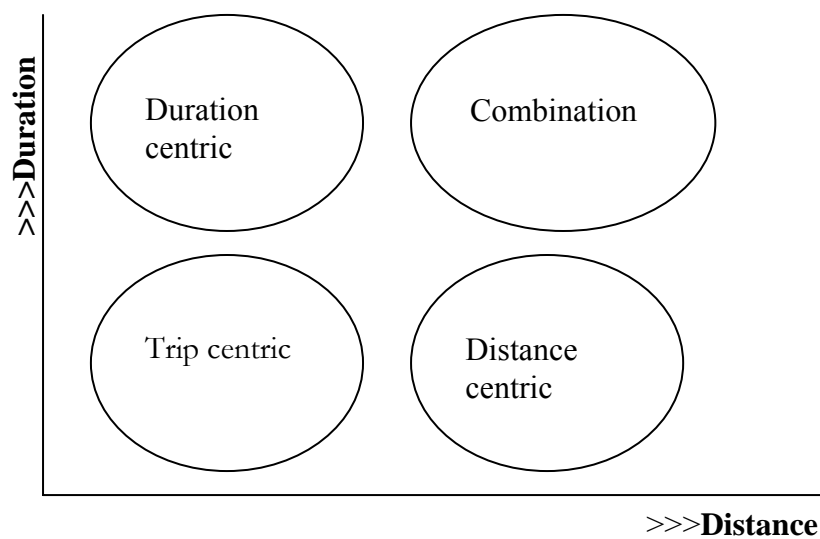 >>>Duration
Duration
centric
Combination
Trip centric
Distance
centric
>>>Distance